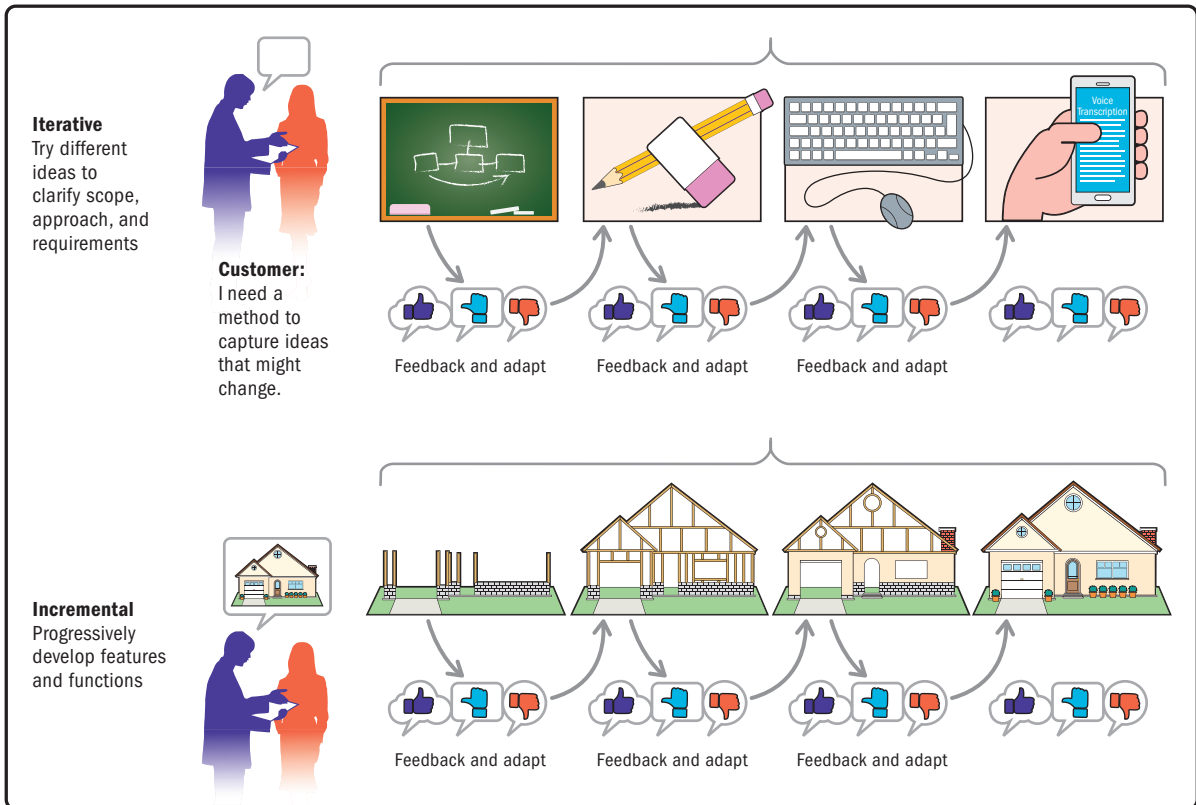 Iterative
Try different
ideas to
clarify scope,
approach, and
requirements
Customer:
I need a
method to
capture ideas
that might
change.
Voice
Transcription
Feedback and adapt
Feedback and adapt
Feedback and adapt
Incremental
Progressively
develop features
and functions
Feedback and adapt
Feedback and adapt
Feedback and adapt